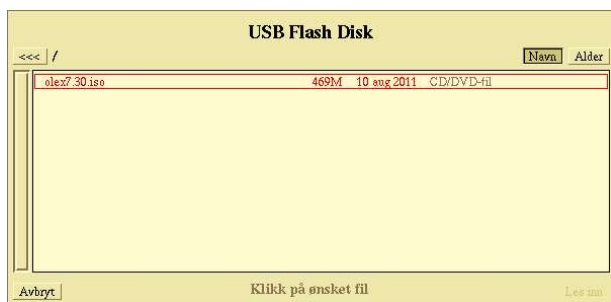 USB Flash Disk
<<< / Navn Alder
olex7.30.iso 469M 10 aug 2011 CD/DVD-fil
Avbryt Klikk på ønsket fil Les inn